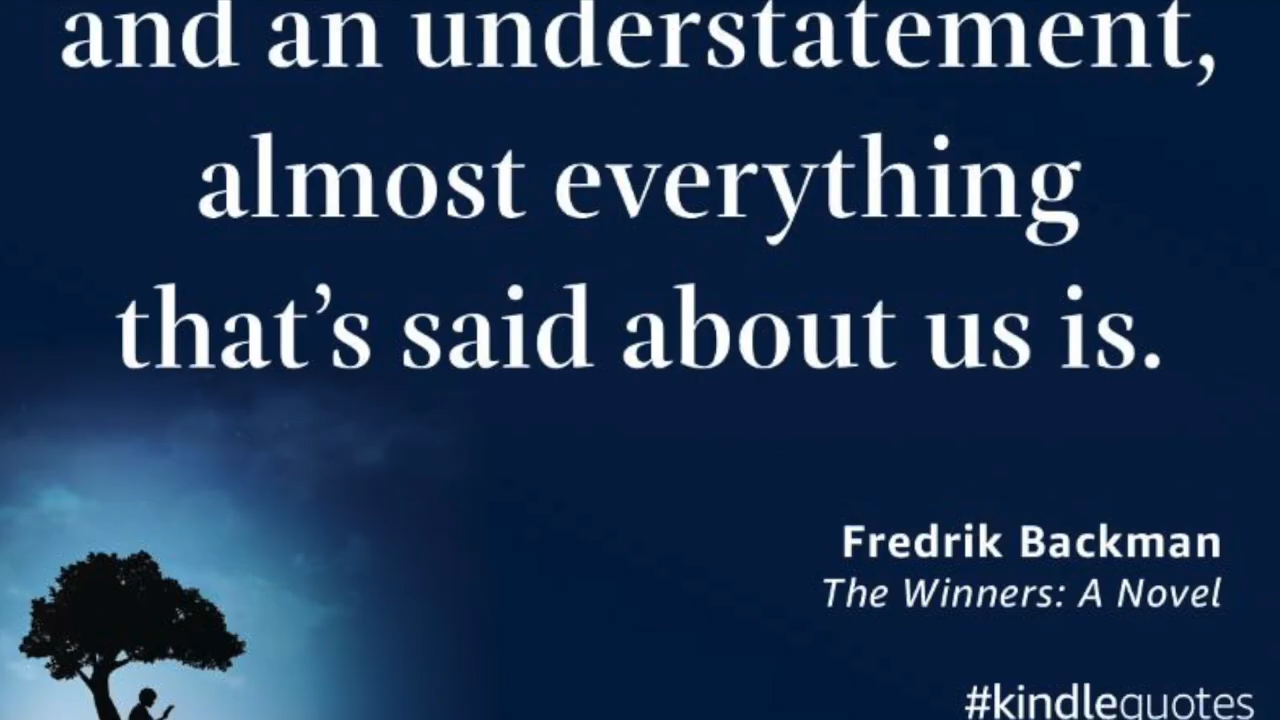 and an understatement,
almost everything
that’s said about us is.
Fredrik Backman
The Winners: A Novel
#kindlequotes